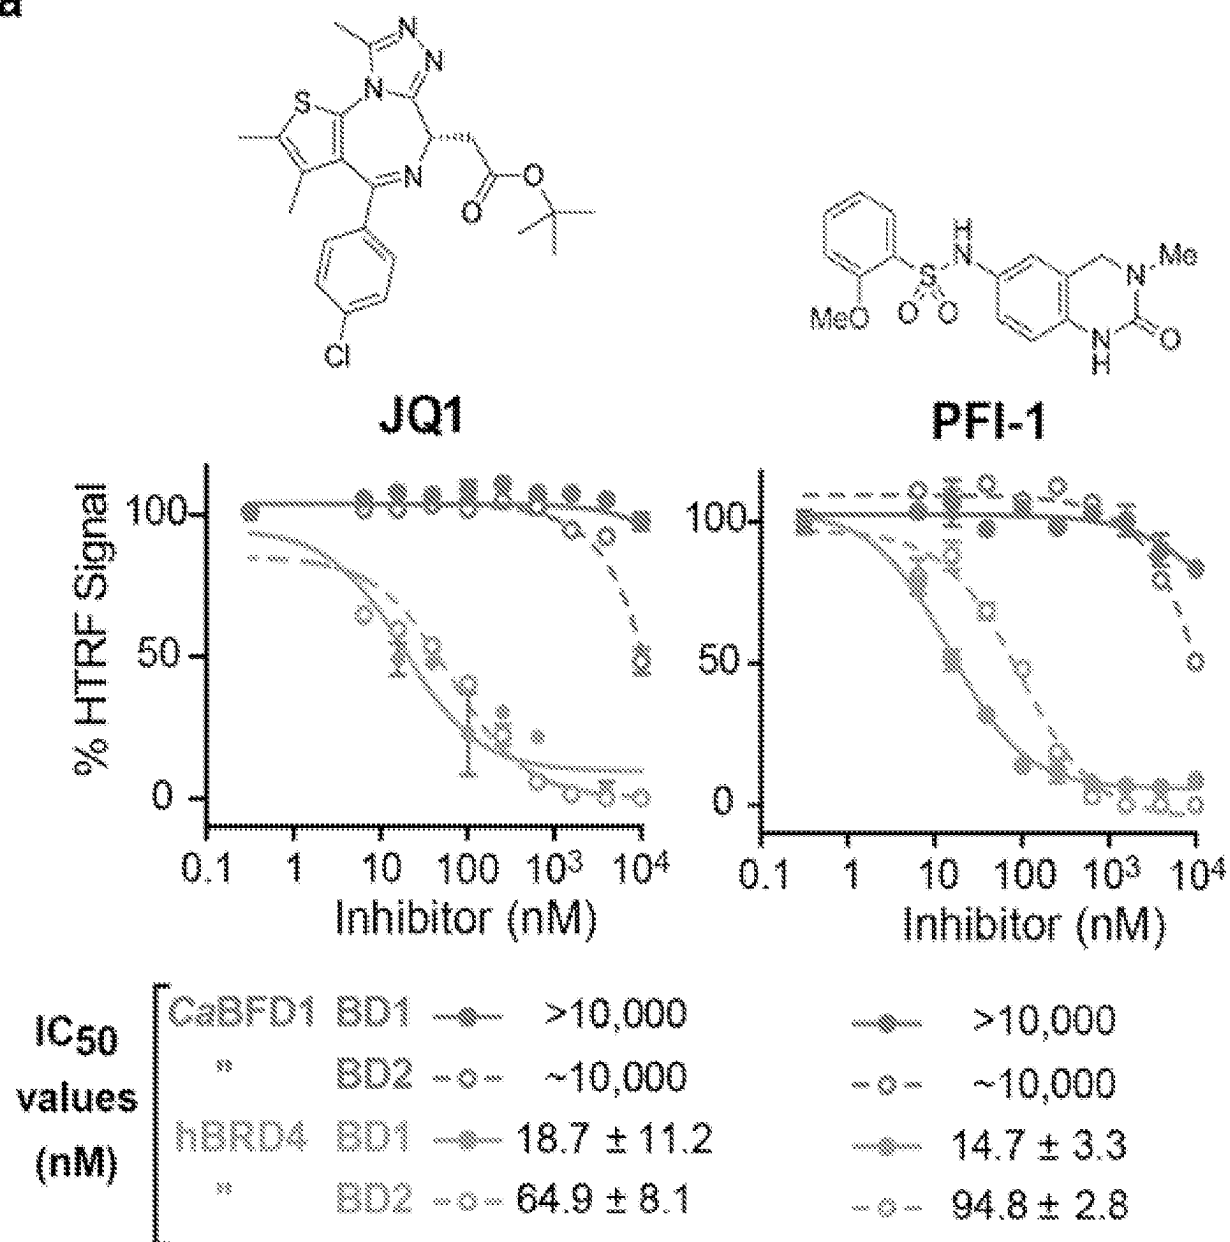 a
N
N
N
S
N
O
O
Cl
JQ1
H
N
Me
S
N
O O
MeO
N
O
H
PFI-1
% HTRF Signal
100
50
0
0.1 1 10 100 10³ 10⁴
Inhibitor (nM)
100
50
0
0.1 1 10 100 10³ 10⁴
Inhibitor (nM)
IC50
values
(nM)
CaBFD1 BD1 >10,000 >10,000
" BD2 ~10,000 ~10,000
hBRD4 BD1 18.7 ± 11.2 14.7 ± 3.3
" BD2 64.9 ± 8.1 94.8 ± 2.8